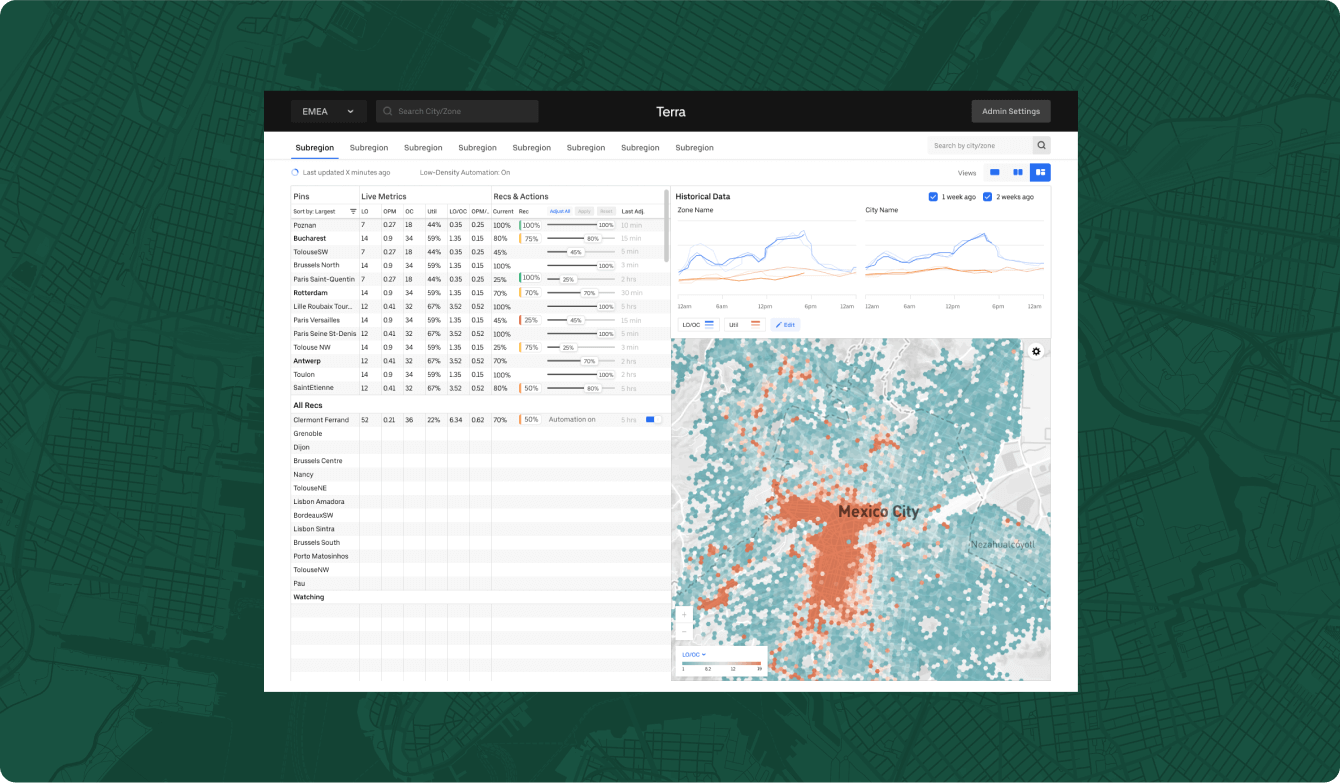 EMEA
Search City/Zone
Terra
Admin Settings
Subregion Subregion Subregion Subregion Subregion Subregion Subregion Subregion
Search by city/zone
Last updated X minutes ago Low-Density Automation: On
Views
Pins Live Metrics Recs & Actions
Sort by: Largest LO OPM OC Util LO/OC OPM/.. Current Rec Adjust All Apply Reset Last Adj.
Poznan 7 0.27 18 44% 0.35 0.25 100% 100% 100% 10 min
Bucharest 14 0.9 34 59% 1.35 0.15 80% 75% 80% 15 min
TolouseSW 7 0.27 18 44% 0.35 0.25 45% 45% 5 min
Brussels North 14 0.9 34 59% 1.35 0.15 100% 100% 3 min
Paris Saint-Quentin 7 0.27 18 44% 0.35 0.25 25% 100% 25% 2 hrs
Rotterdam 14 0.9 34 59% 1.35 0.15 70% 70% 70% 30 min
Lille Roubaix Tour... 12 0.41 32 67% 3.52 0.52 100% 100% 5 hrs
Paris Versailles 14 0.9 34 59% 1.35 0.15 45% 25% 45% 15 min
Paris Seine St-Denis 12 0.41 32 67% 3.52 0.52 100% 100% 5 min
Tolouse NW 14 0.9 34 59% 1.35 0.15 25% 75% 25% 3 min
Antwerp 12 0.41 32 67% 3.52 0.52 70% 70% 2 hrs
Toulon 14 0.9 34 59% 1.35 0.15 100% 100% 2 hrs
SaintEtienne 12 0.41 32 67% 3.52 0.52 80% 50% 80% 5 hrs
All Recs
Clermont Ferrand 52 0.21 36 22% 6.34 0.62 70% 50% Automation on 5 hrs
Grenoble
Dijon
Brussels Centre
Nancy
TolouseNE
Lisbon Amadora
BordeauxSW
Lisbon Sintra
Brussels South
Porto Matosinhos
TolouseNW
Pau
Watching
Historical Data
1 week ago 2 weeks ago
Zone Name City Name
12am 6am 12pm 6pm 12am 12am 6am 12pm 6pm 12am
LO/OC Util Edit
Mexico City
Nezahualcóyotl
+
-
LO/OC
1 6.2 12 19